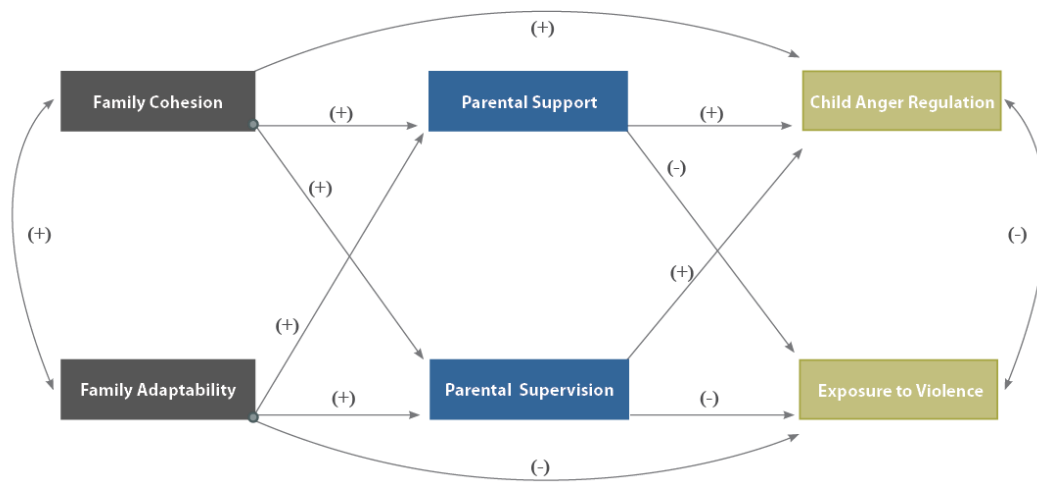 (+)
Family Cohesion
(+)
Parental Support
(+)
Child Anger Regulation
(+)
(-)
(+)
(-)
(+)
(+)
Family Adaptability
(+)
Parental Supervision
(-)
Exposure to Violence
(-)